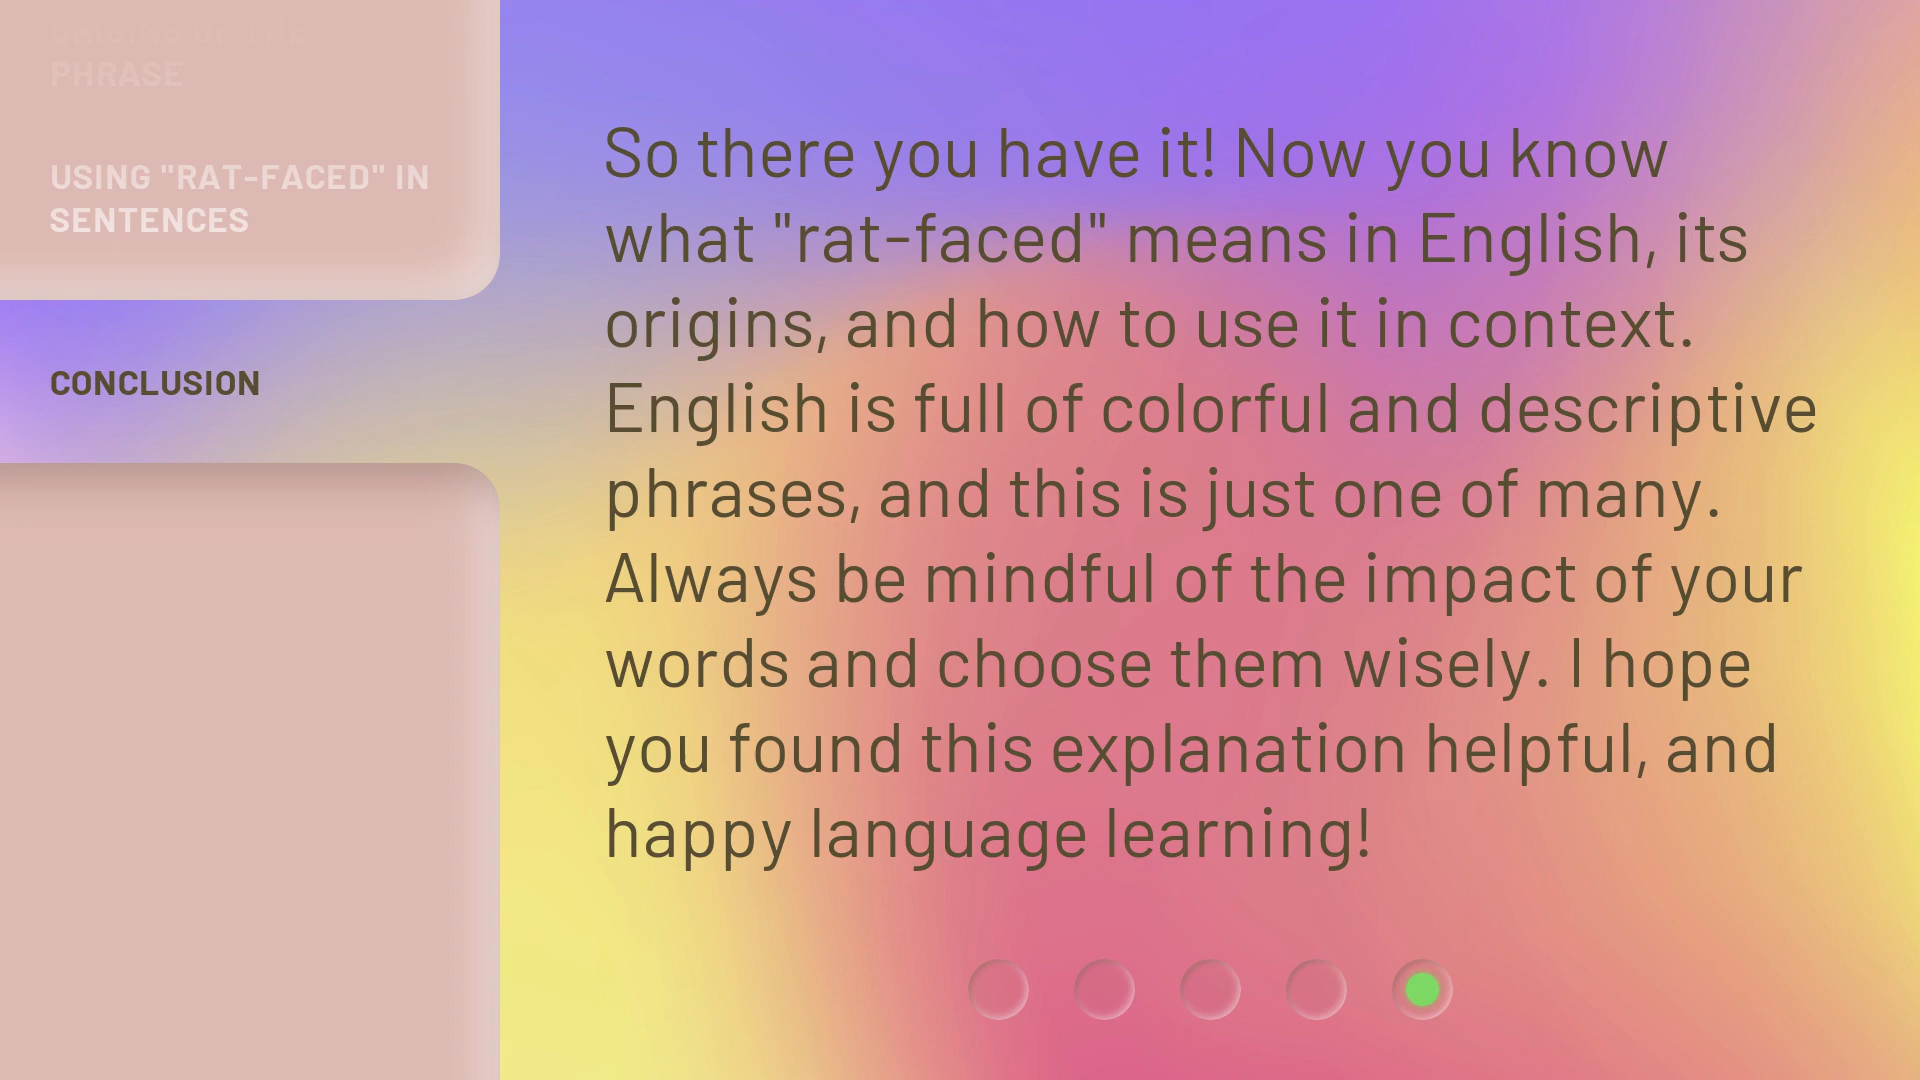 ORIGINS OF THE
PHRASE
USING "RAT-FACED" IN
SENTENCES
CONCLUSION
So there you have it! Now you know
what "rat-faced" means in English, its
origins, and how to use it in context.
English is full of colorful and descriptive
phrases, and this is just one of many.
Always be mindful of the impact of your
words and choose them wisely. I hope
you found this explanation helpful, and
happy language learning!